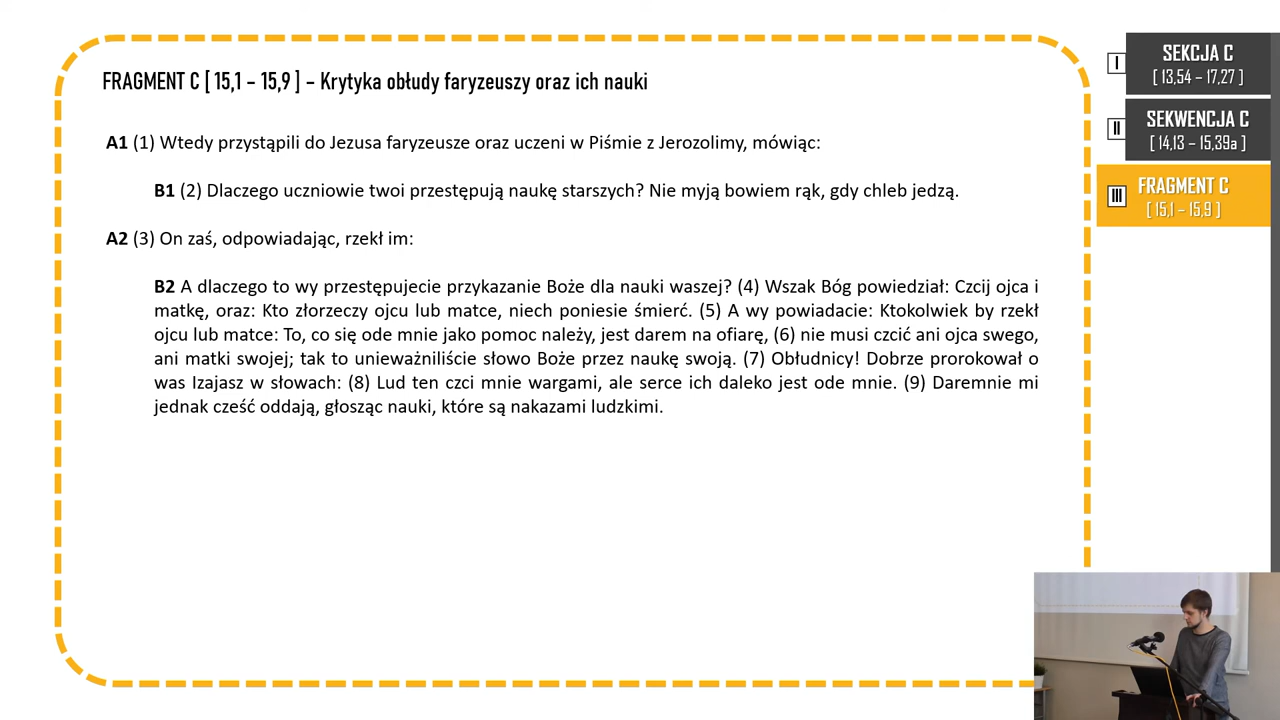 FRAGMENT C [ 15,1 – 15,9 ] – Krytyka obłudy faryzeuszy oraz ich nauki
A1 (1) Wtedy przystąpili do Jezusa faryzeusze oraz uczeni w Piśmie z Jerozolimy, mówiąc:
B1 (2) Dlaczego uczniowie twoi przestępują naukę starszych? Nie myją bowiem rąk, gdy chleb jedzą.
A2 (3) On zaś, odpowiadając, rzekł im:
B2 A dlaczego to wy przestępujecie przykazanie Boże dla nauki waszej? (4) Wszak Bóg powiedział: Czcij ojca i
matkę, oraz: Kto złorzeczy ojcu lub matce, niech poniesie śmierć. (5) A wy powiadacie: Ktokolwiek by rzekł
ojcu lub matce: To, co się ode mnie jako pomoc należy, jest darem na ofiarę, (6) nie musi czcić ani ojca swego,
ani matki swojej; tak to unieważniliście słowo Boże przez naukę swoją. (7) Obłudnicy! Dobrze prorokował o
was Izajasz w słowach: (8) Lud ten czci mnie wargami, ale serce ich daleko jest ode mnie. (9) Daremnie mi
jednak cześć oddają, głosząc nauki, które są nakazami ludzkimi.
I
SEKCJA C
[ 13,54 – 17,27 ]
II
SEKWENCJA C
[ 14,13 – 15,39a ]
III
FRAGMENT C
[ 15,1 – 15,9 ]